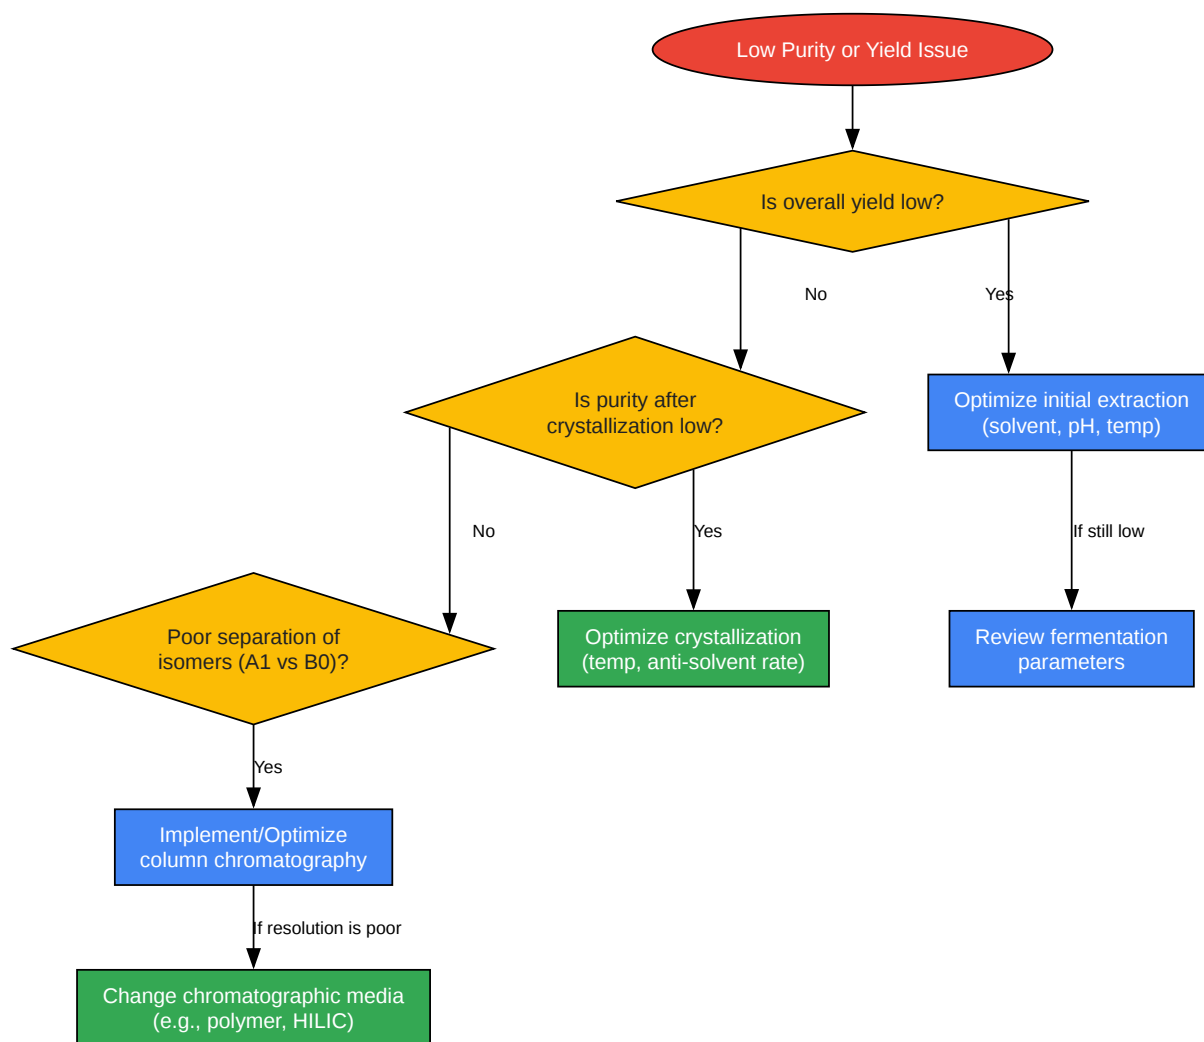 Low Purity or Yield Issue
Is overall yield low?
No
Yes
Is purity after
crystallization low?
Optimize initial extraction
(solvent, pH, temp)
No
Yes
If still low
Poor separation of
isomers (A1 vs B0)?
Optimize crystallization
(temp, anti-solvent rate)
Review fermentation
parameters
Yes
Implement/Optimize
column chromatography
If resolution is poor
Change chromatographic media
(e.g., polymer, HILIC)